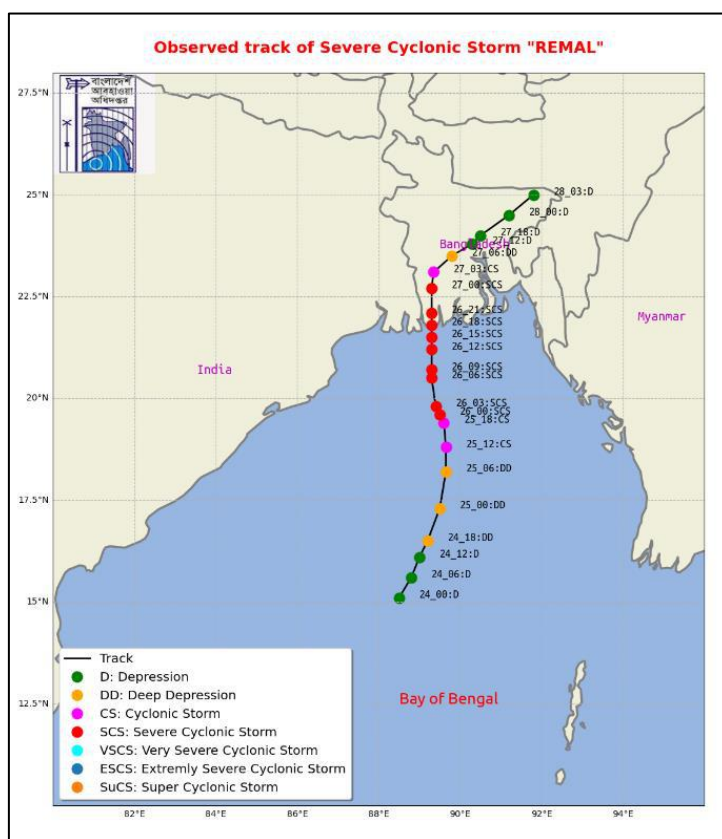 Observed track of Severe Cyclonic Storm "REMAL"
বাংলাদেশ
আবহাওয়া
অধিদপ্তর
27.5°N
25°N
22.5°N
20°N
17.5°N
15°N
12.5°N
28_03:D
28_00:D
27_18:D
27_12:D
Bangladesh
27_06:DD
27_03:CS
27_00:SCS
26_21:SCS
26_18:SCS
Myanmar
26_15:SCS
26_12:SCS
India
26_09:SCS
26_06:SCS
26_03:SCS
26_00:SCS
25_18:CS
25_12:CS
25_06:DD
25_00:DD
24_18:DD
24_12:D
24_06:D
24_00:D
Bay of Bengal
Track
D: Depression
DD: Deep Depression
CS: Cyclonic Storm
SCS: Severe Cyclonic Storm
VSCS: Very Severe Cyclonic Storm
ESCS: Extremly Severe Cyclonic Storm
SuCS: Super Cyclonic Storm
82°E 84°E 86°E 88°E 90°E 92°E 94°E